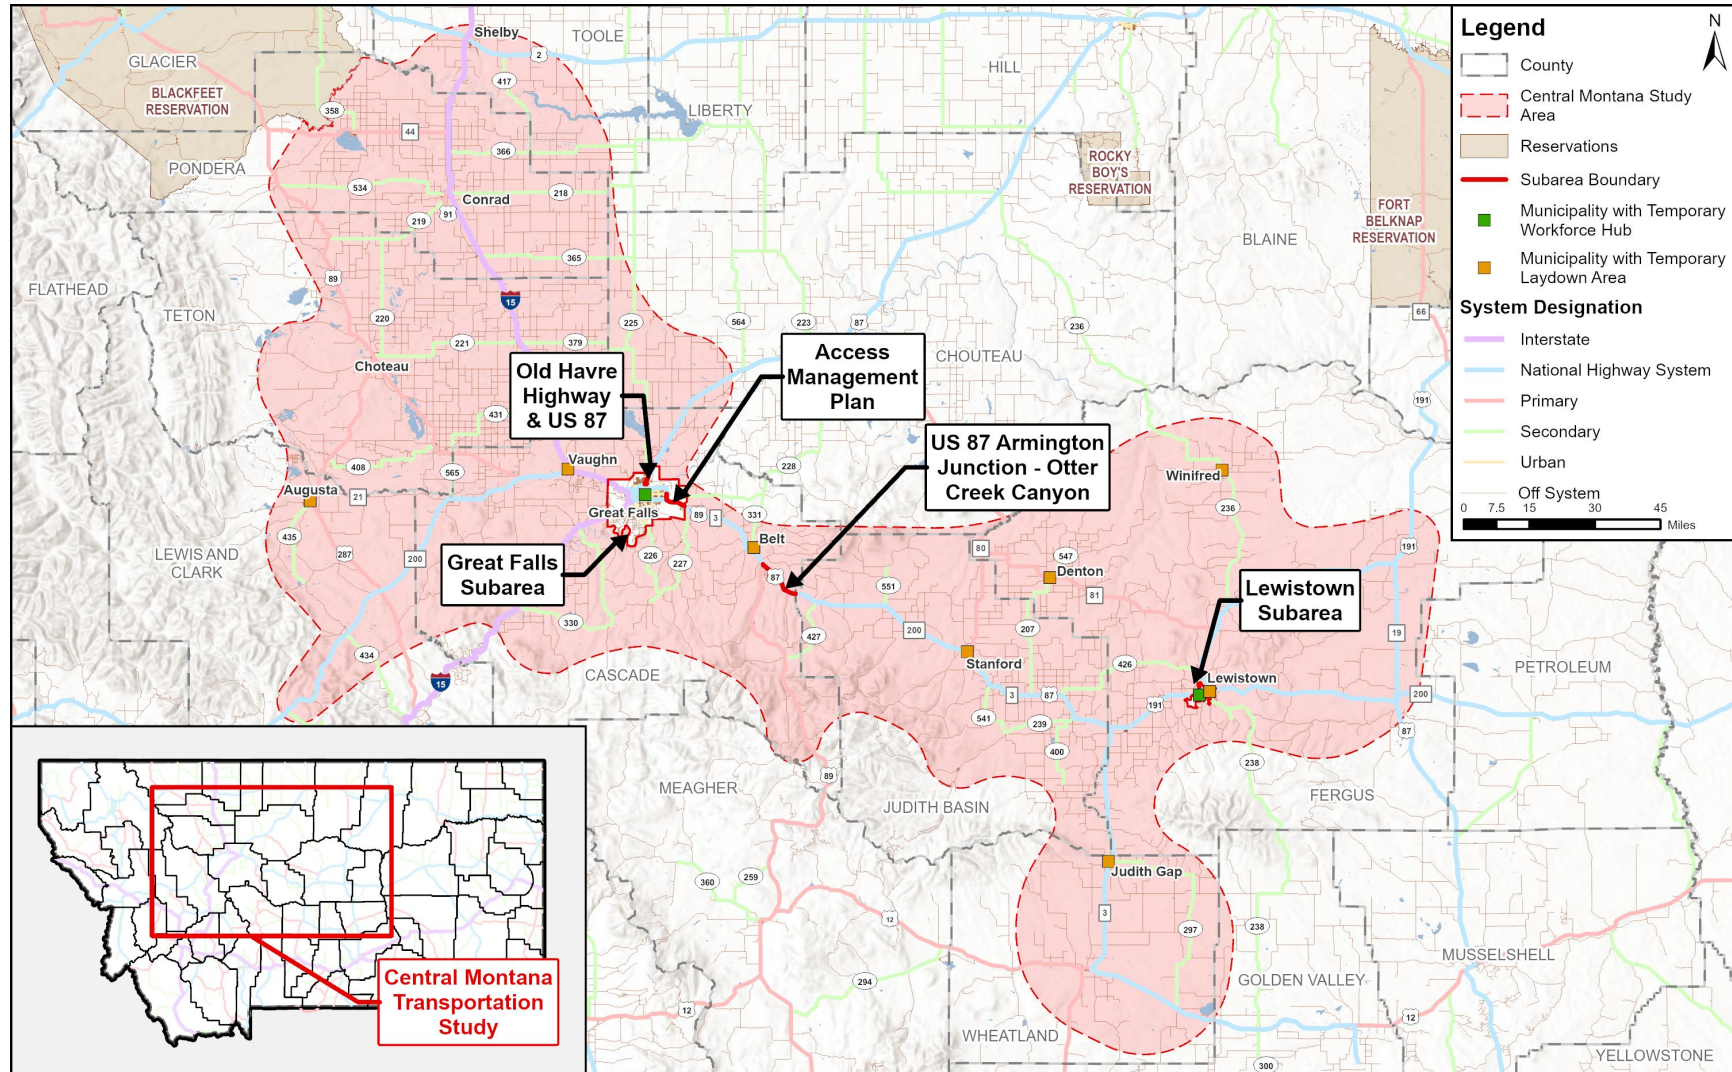 Shelby
TOOLE
GLACIER
2
417
HILL
BLACKFEET
RESERVATION
358
LIBERTY
44
366
ROCKY
BOY'S
RESERVATION
PONDERA
534
218
Conrad
91
219
FORT
BELKNAP
RESERVATION
BLAINE
365
89
FLATHEAD
15
TETON
220
225
564
223
87
236
66
221
379
CHOUTEAU
Choteau
191
Old Havre
Highway
& US 87
Access
Management
Plan
431
US 87 Armington
Junction - Otter
Creek Canyon
Vaughn
408
565
228
Winifred
Augusta
21
Great Falls
89
3
331
236
435
Belt
287
LEWIS AND
CLARK
200
Great Falls
Subarea
226
227
87
80
547
Denton
191
551
81
Lewistown
Subarea
330
200
207
19
427
434
Stanford
426
PETROLEUM
CASCADE
Lewistown
15
3
87
191
200
541
239
87
400
238
89
MEAGHER
JUDITH BASIN
FERGUS
Judith Gap
360
259
12
3
297
238
MUSSELSHELL
294
GOLDEN VALLEY
12
12
WHEATLAND
300
YELLOWSTONE
Central Montana
Transportation
Study
N
Legend
County
Central Montana Study
Area
Reservations
Subarea Boundary
Municipality with Temporary
Workforce Hub
Municipality with Temporary
Laydown Area
System Designation
Interstate
National Highway System
Primary
Secondary
Urban
Off System
0 7.5 15 30 45
Miles